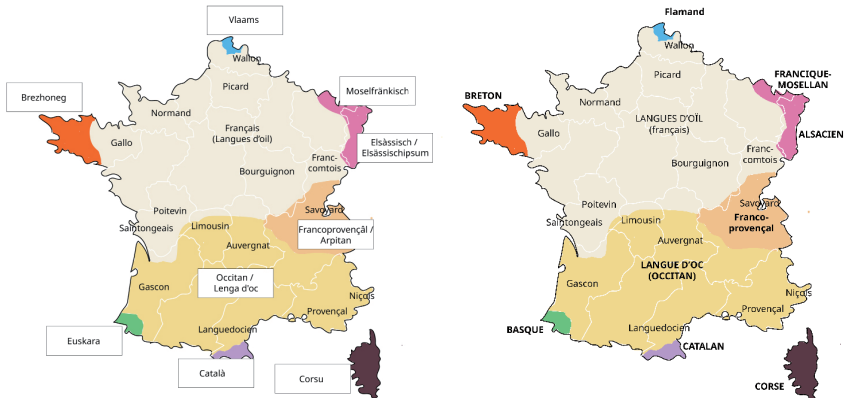 Vlaams
Wallon
Picard
Brezhoneg
Moselfränkisch
Normand
Français
(Langues d'oïl)
Gallo
Elsàssisch /
Elsässischipsum
Franc-
comtois
Bourguignon
Poitevin
Savoyard
Saintongeais
Limousin
Francoprovençâl /
Arpitan
Auvergnat
Occitan /
Lenga d'oc
Gascon
Niçois
Provençal
Languedocien
Euskara
Català
Corsu
Flamand
Wallon
Picard
FRANCIQUE-
MOSELLAN
BRETON
Normand
LANGUES D'OÏL
(français)
Gallo
ALSACIEN
Franc-
comtois
Bourguignon
Poitevin
Savoyard
Saintongeais
Limousin
Franco-
provençal
Auvergnat
LANGUE D'OC
(OCCITAN)
Gascon
Niçois
Provençal
BASQUE
Languedocien
CATALAN
CORSE